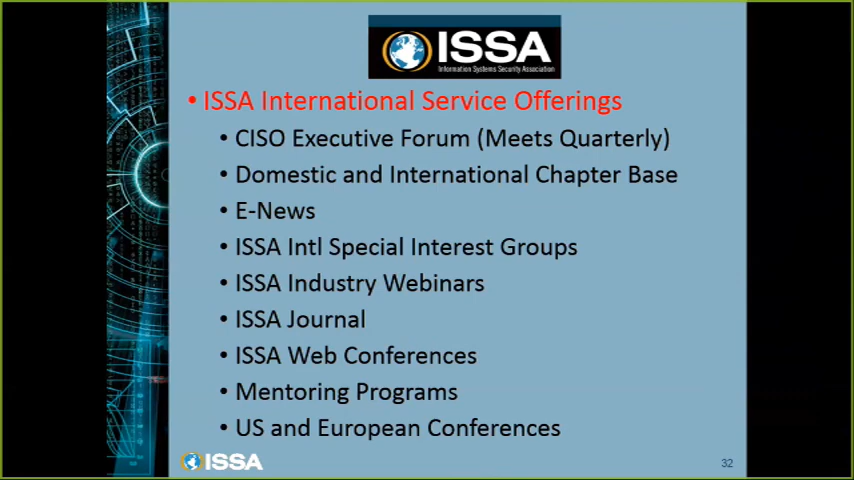 ISSA
Information Systems Security Association
• ISSA International Service Offerings
• CISO Executive Forum (Meets Quarterly)
• Domestic and International Chapter Base
• E-News
• ISSA Intl Special Interest Groups
• ISSA Industry Webinars
• ISSA Journal
• ISSA Web Conferences
• Mentoring Programs
• US and European Conferences
ISSA
32